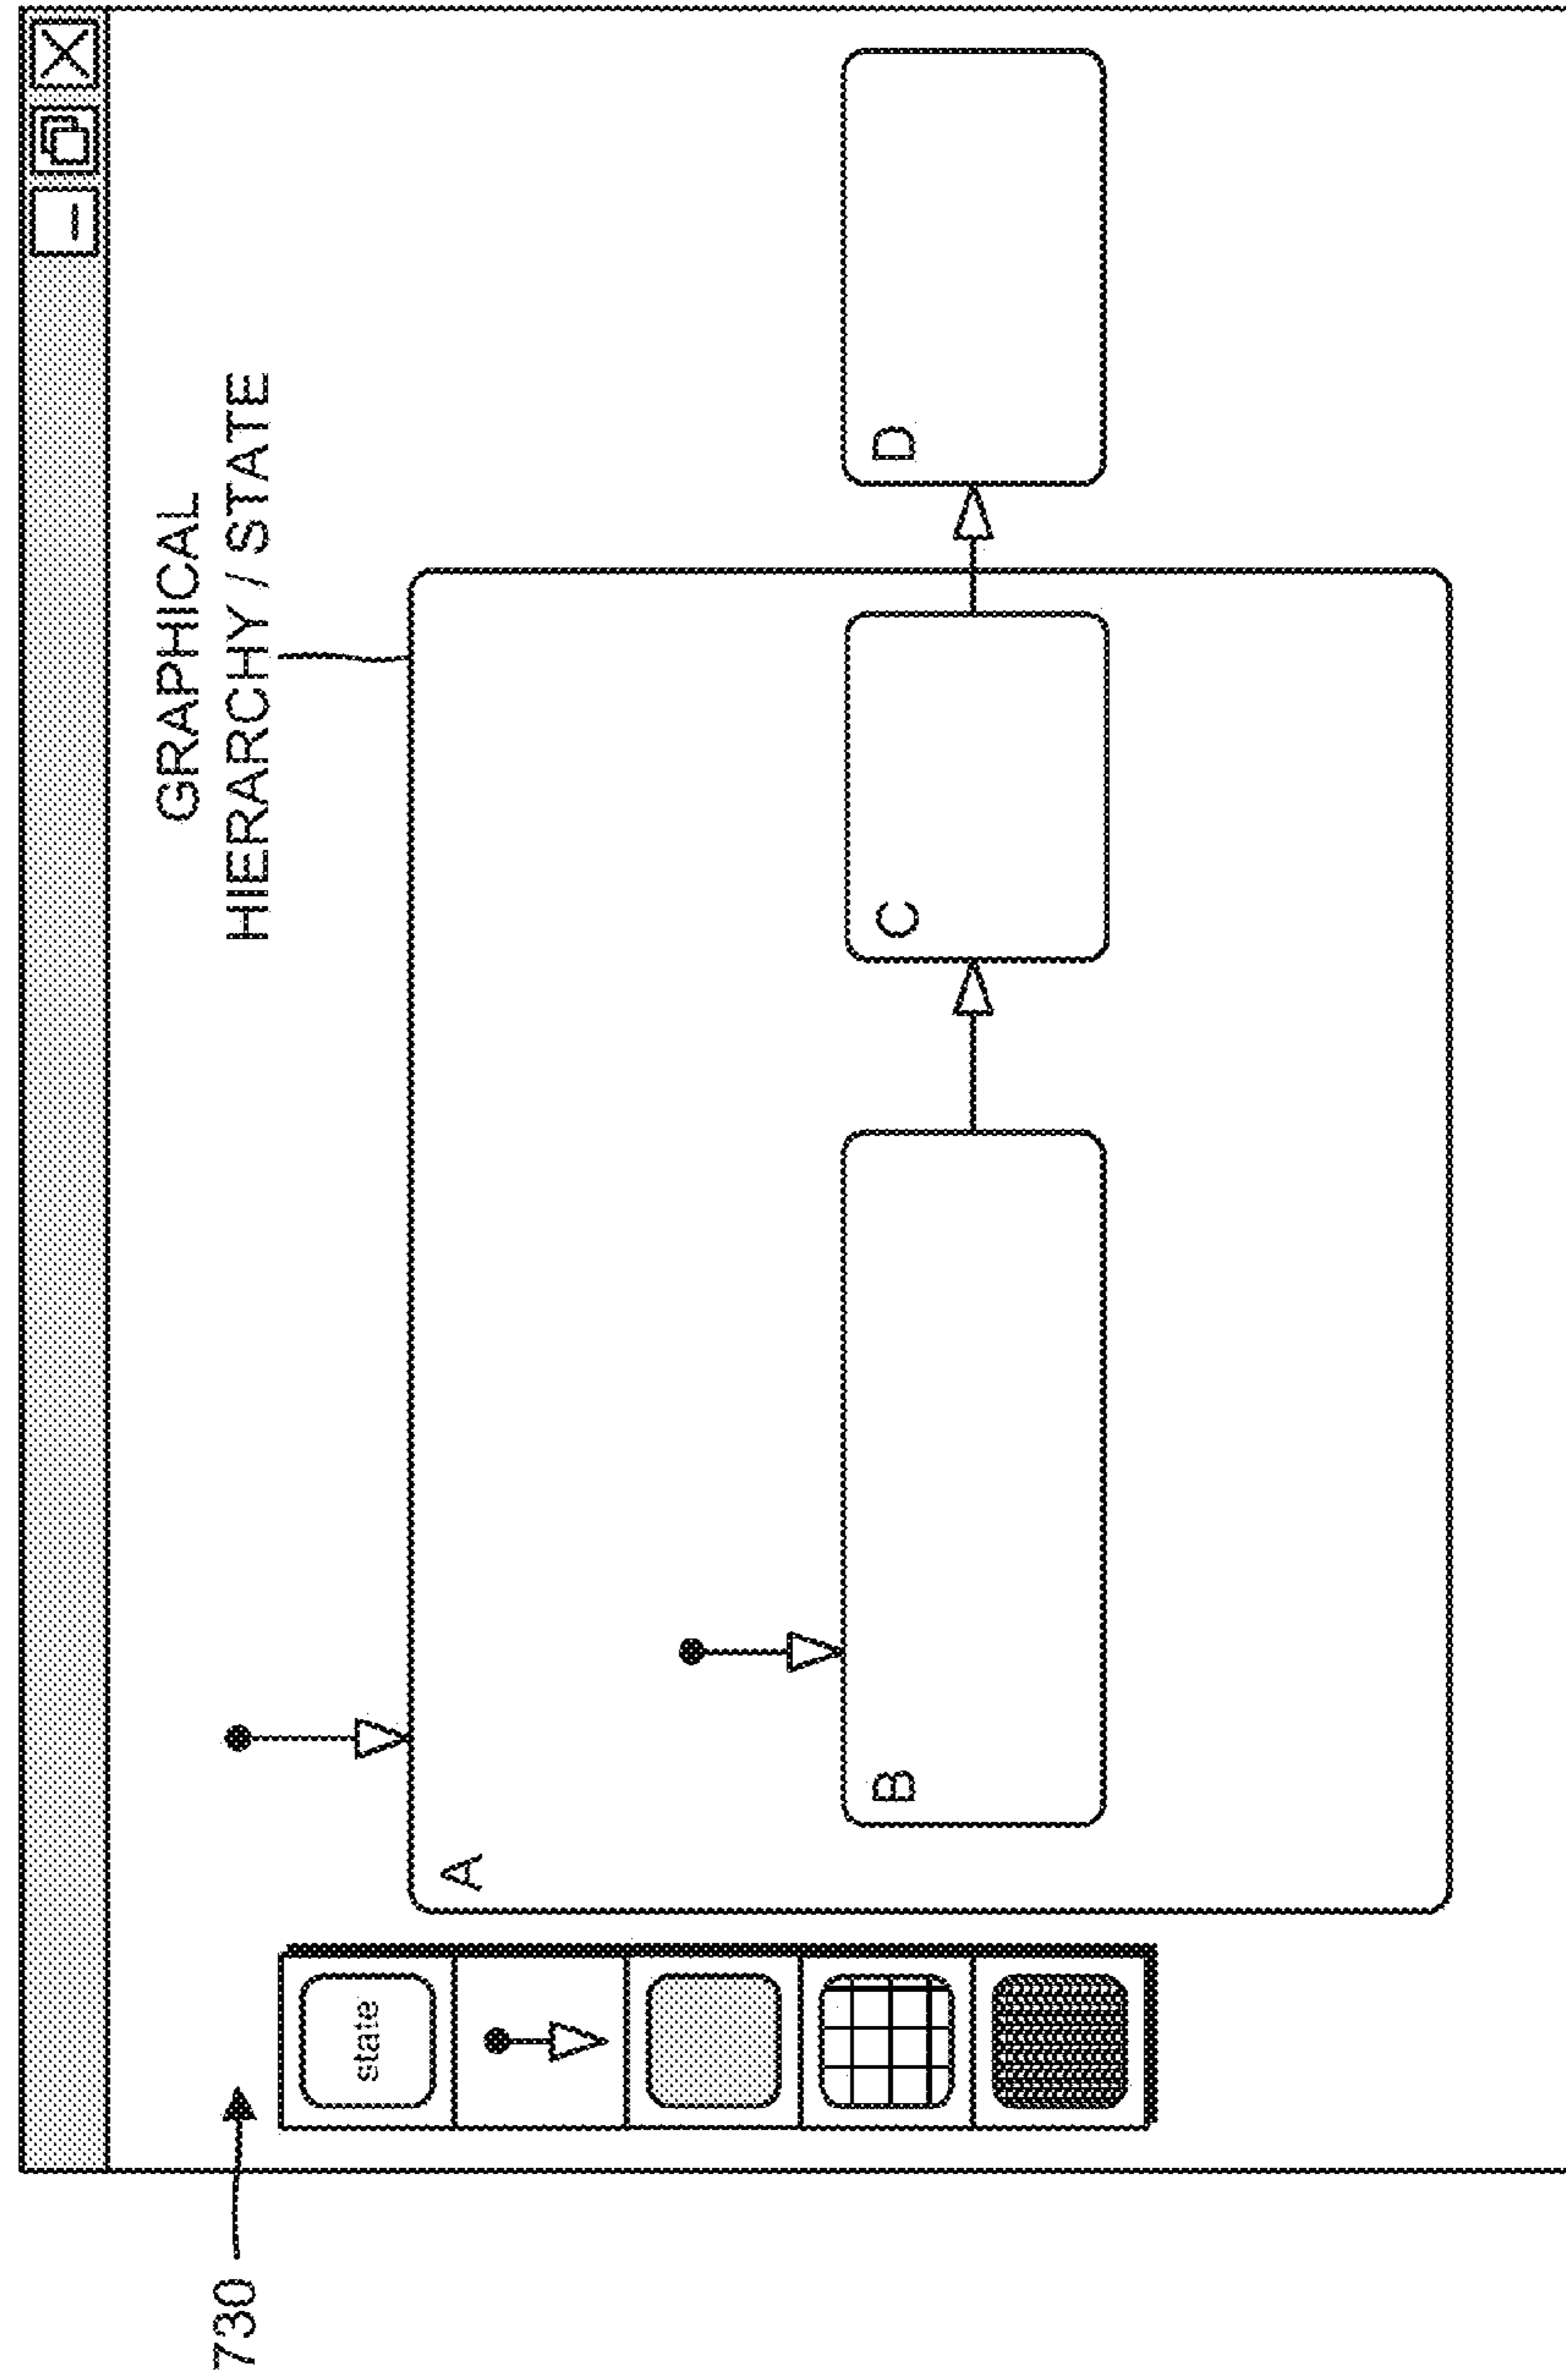 730
GRAPHICAL
HIERARCHY / STATE
state
A
B
C
D